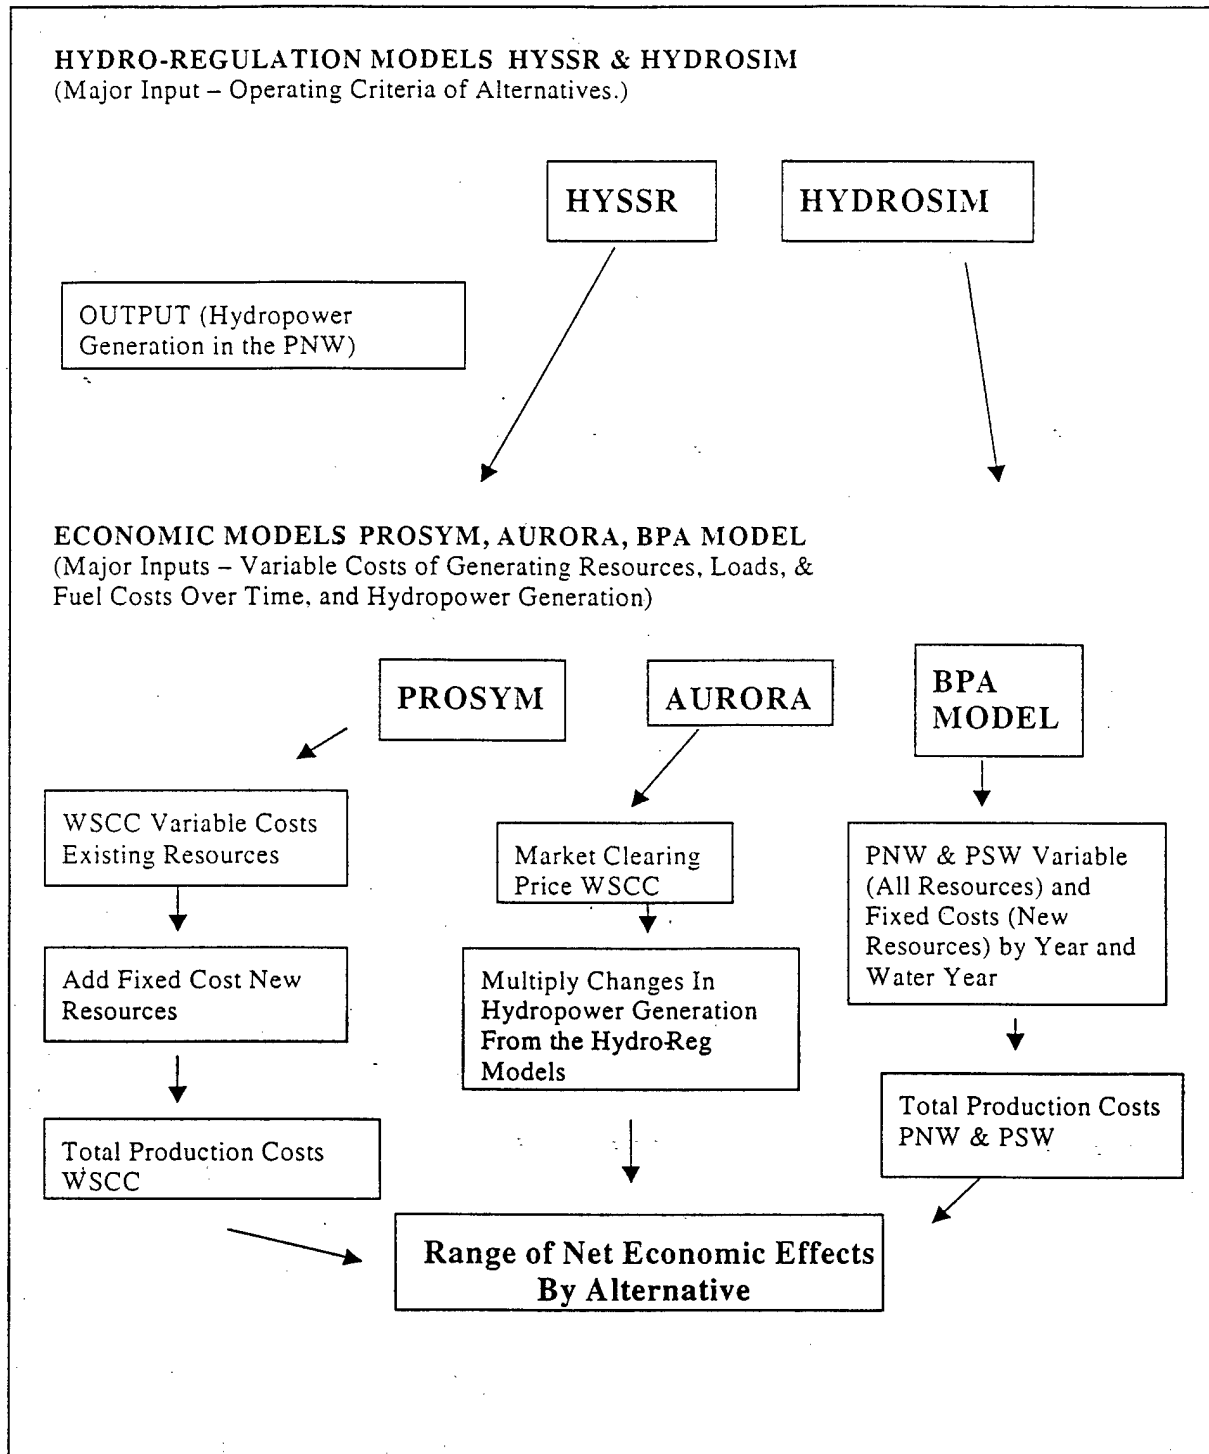 HYDRO-REGULATION MODELS HYSSR & HYDROSIM
(Major Input – Operating Criteria of Alternatives.)
HYSSR
HYDROSIM
OUTPUT (Hydropower
Generation in the PNW)
ECONOMIC MODELS PROSYM, AURORA, BPA MODEL
(Major Inputs – Variable Costs of Generating Resources, Loads, &
Fuel Costs Over Time, and Hydropower Generation)
PROSYM
AURORA
BPA
MODEL
WSCC Variable Costs
Existing Resources
Market Clearing
Price WSCC
PNW & PSW Variable
(All Resources) and
Fixed Costs (New
Resources) by Year and
Water Year
Add Fixed Cost New
Resources
Multiply Changes In
Hydropower Generation
From the Hydro-Reg
Models
Total Production Costs
WSCC
Total Production Costs
PNW & PSW
Range of Net Economic Effects
By Alternative